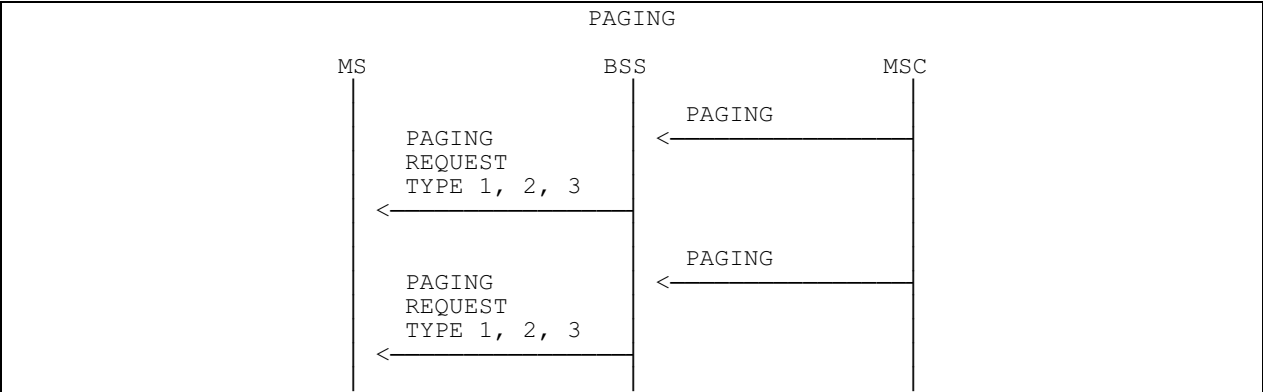 PAGING
MS BSS MSC
PAGING
PAGING
REQUEST
TYPE 1, 2, 3
PAGING
PAGING
REQUEST
TYPE 1, 2, 3